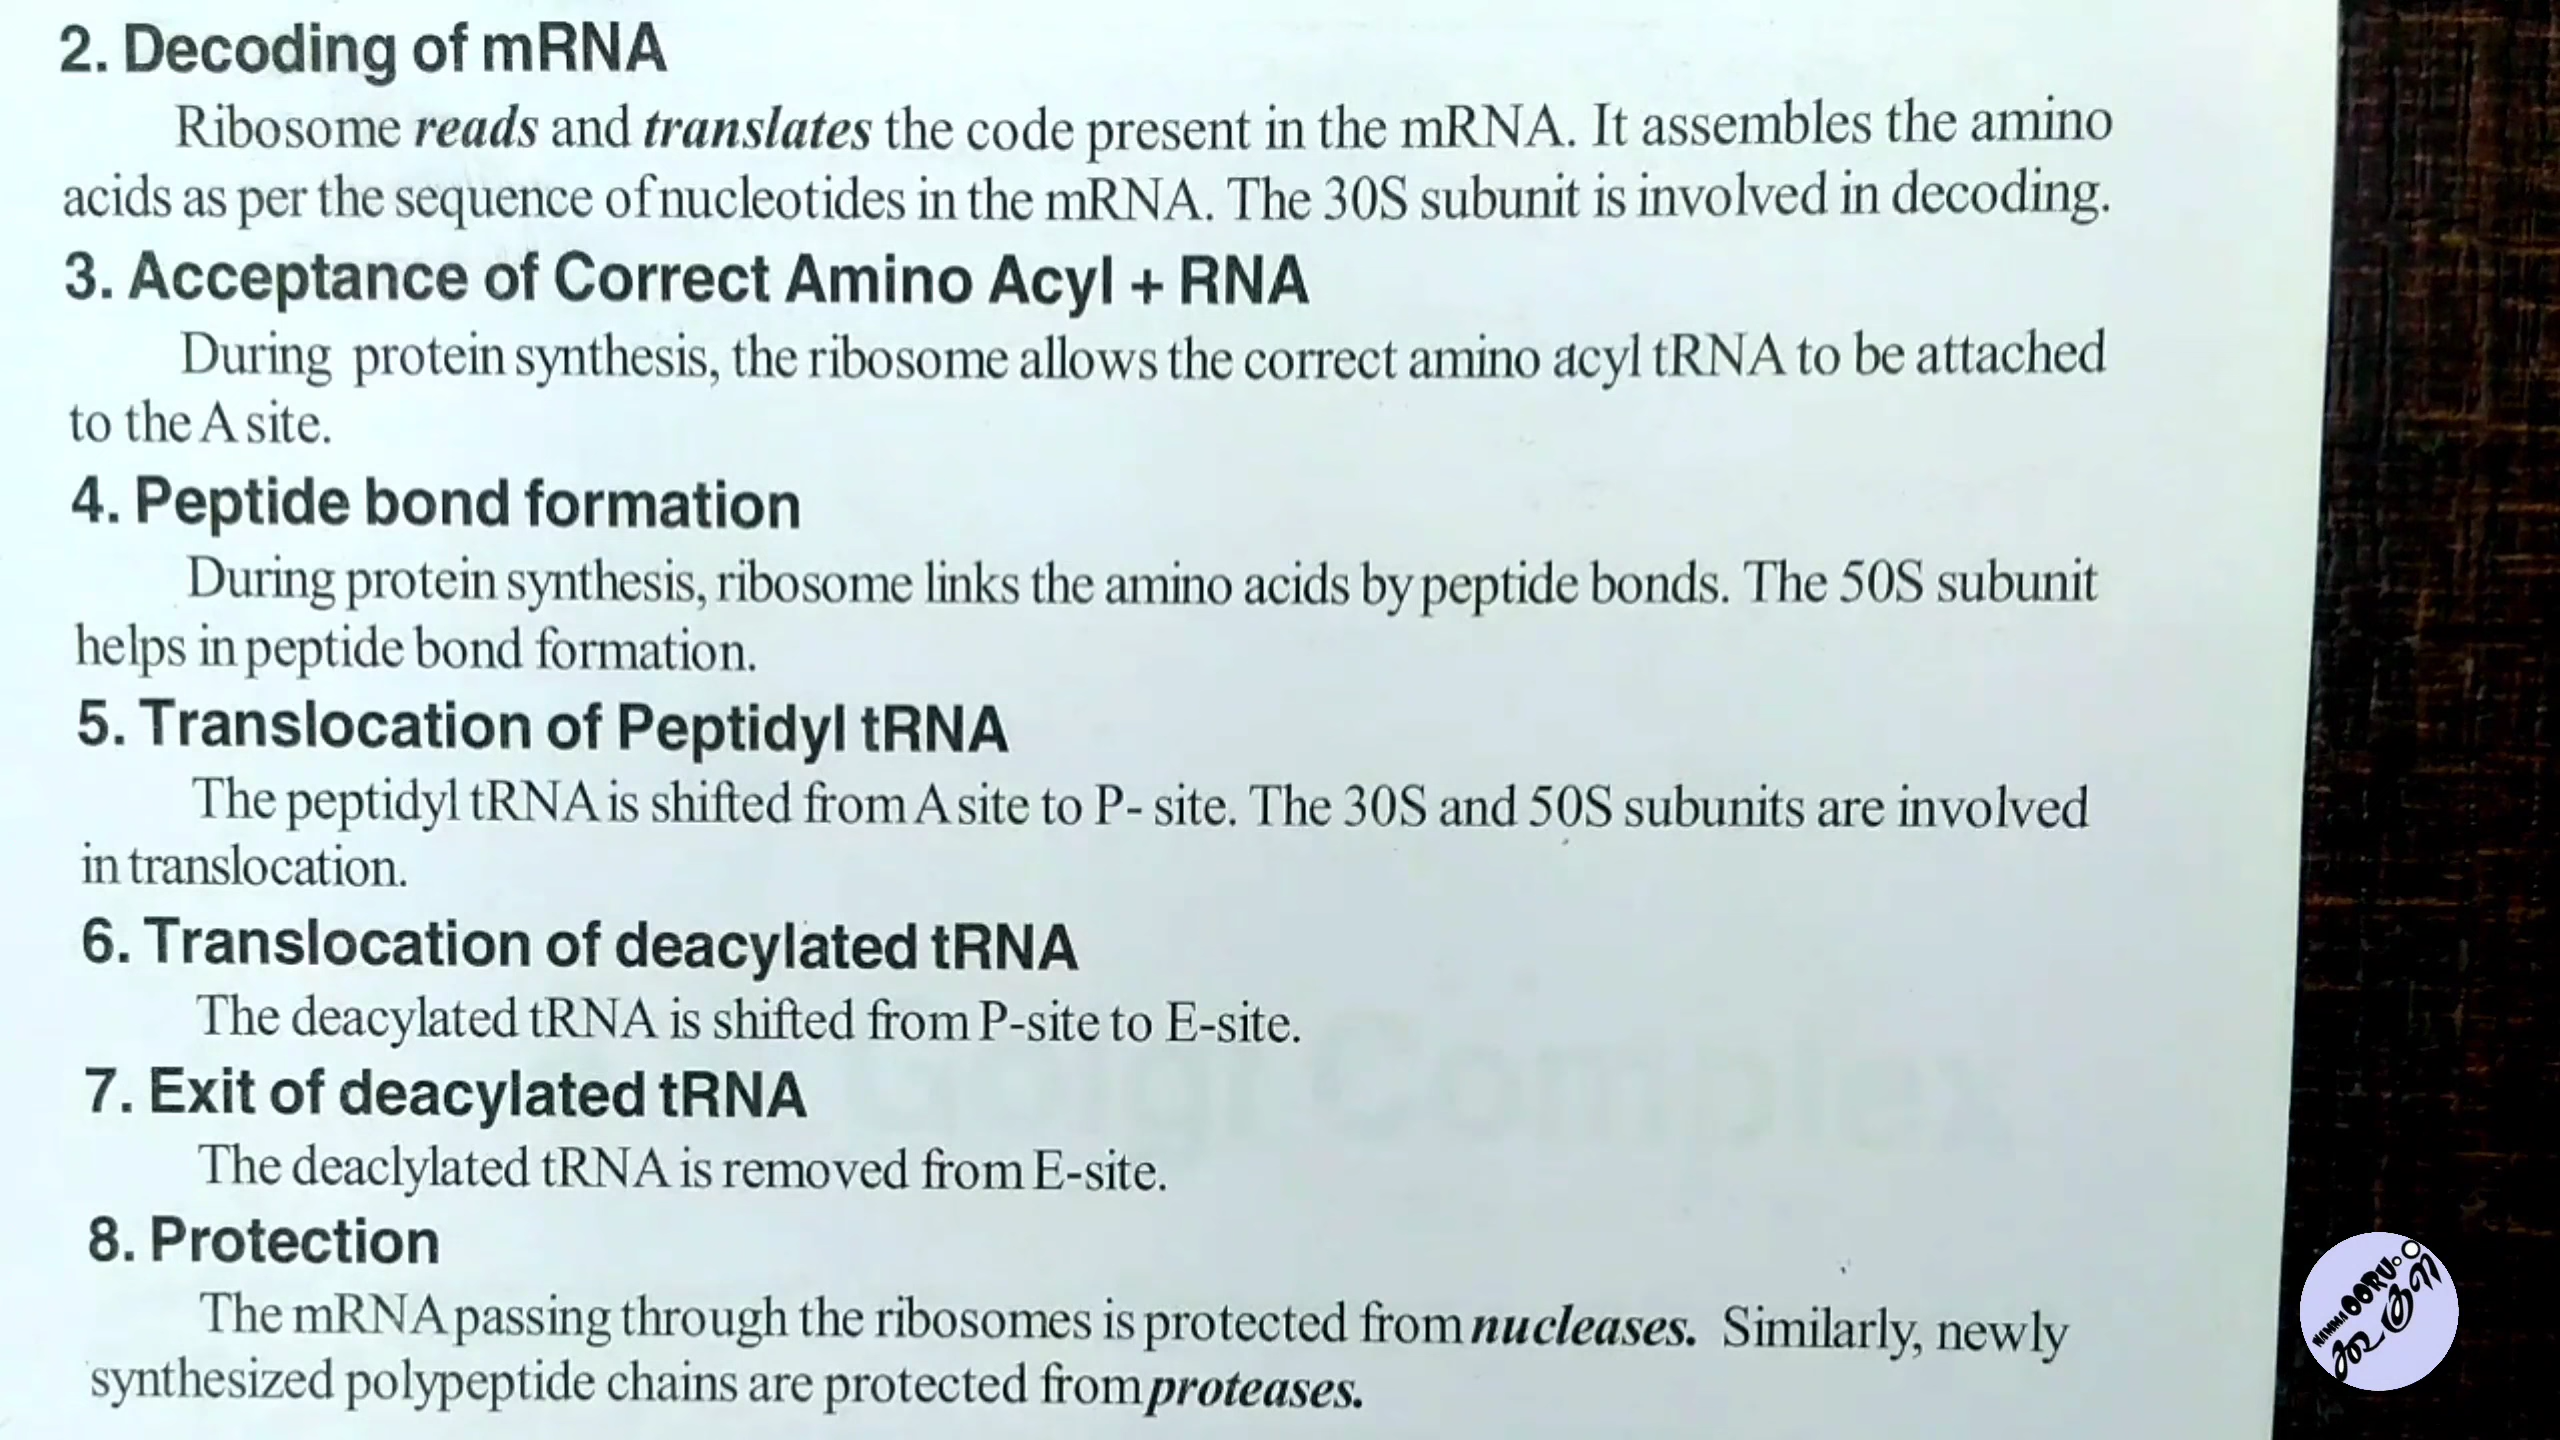 2. Decoding of mRNA
Ribosome reads and translates the code present in the mRNA. It assembles the amino
acids as per the sequence of nucleotides in the mRNA. The 30S subunit is involved in decoding.
3. Acceptance of Correct Amino Acyl + RNA
During protein synthesis, the ribosome allows the correct amino acyl tRNA to be attached
to the A site.
4. Peptide bond formation
During protein synthesis, ribosome links the amino acids by peptide bonds. The 50S subunit
helps in peptide bond formation.
5. Translocation of Peptidyl tRNA
The peptidyl tRNA is shifted from A site to P- site. The 30S and 50S subunits are involved
in translocation.
6. Translocation of deacylated tRNA
The deacylated tRNA is shifted from P-site to E-site.
7. Exit of deacylated tRNA
The deaclylated tRNA is removed from E-site.
8. Protection
The mRNA passing through the ribosomes is protected from nucleases. Similarly, newly
synthesized polypeptide chains are protected from proteases.
Golgi Complex
NAMMA OORU